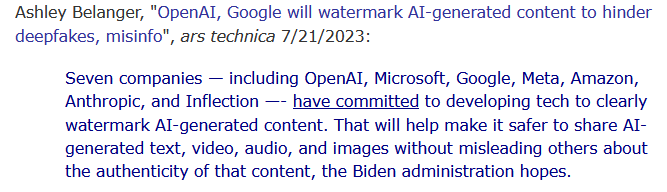 Ashley Belanger, "OpenAI, Google will watermark AI-generated content to hinder
deepfakes, misinfo", ars technica 7/21/2023:
Seven companies — including OpenAI, Microsoft, Google, Meta, Amazon,
Anthropic, and Inflection —- have committed to developing tech to clearly
watermark AI-generated content. That will help make it safer to share AI-
generated text, video, audio, and images without misleading others about
the authenticity of that content, the Biden administration hopes.